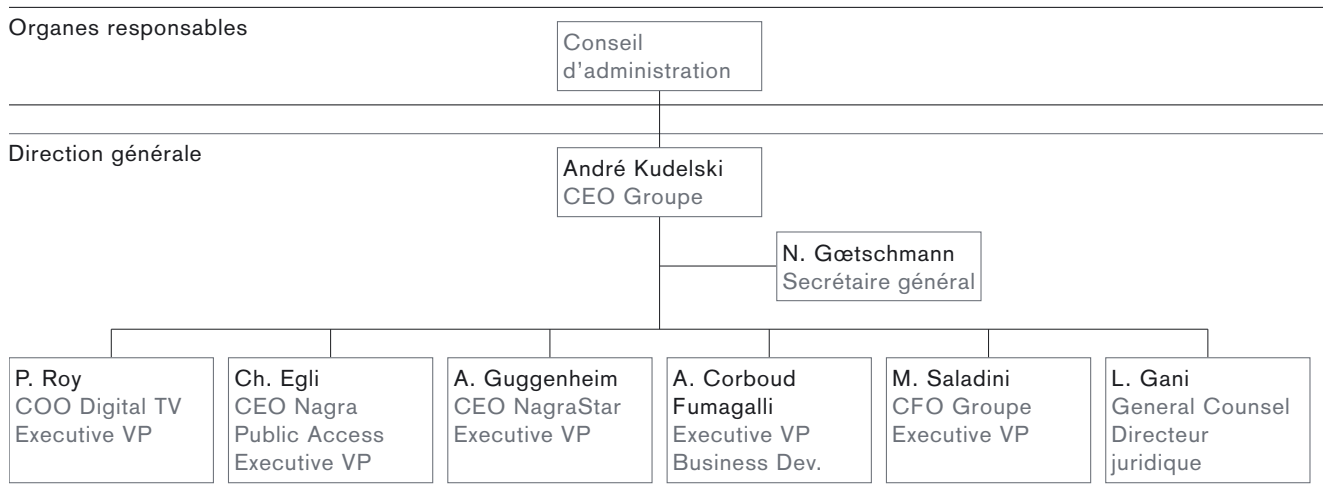 Organes responsables
Conseil
d'administration
Direction générale
André Kudelski
CEO Groupe
N. Gœtschmann
Secrétaire général
P. Roy
COO Digital TV
Executive VP
Ch. Egli
CEO Nagra
Public Access
Executive VP
A. Guggenheim
CEO NagraStar
Executive VP
A. Corboud
Fumagalli
Executive VP
Business Dev.
M. Saladini
CFO Groupe
Executive VP
L. Gani
General Counsel
Directeur
juridique